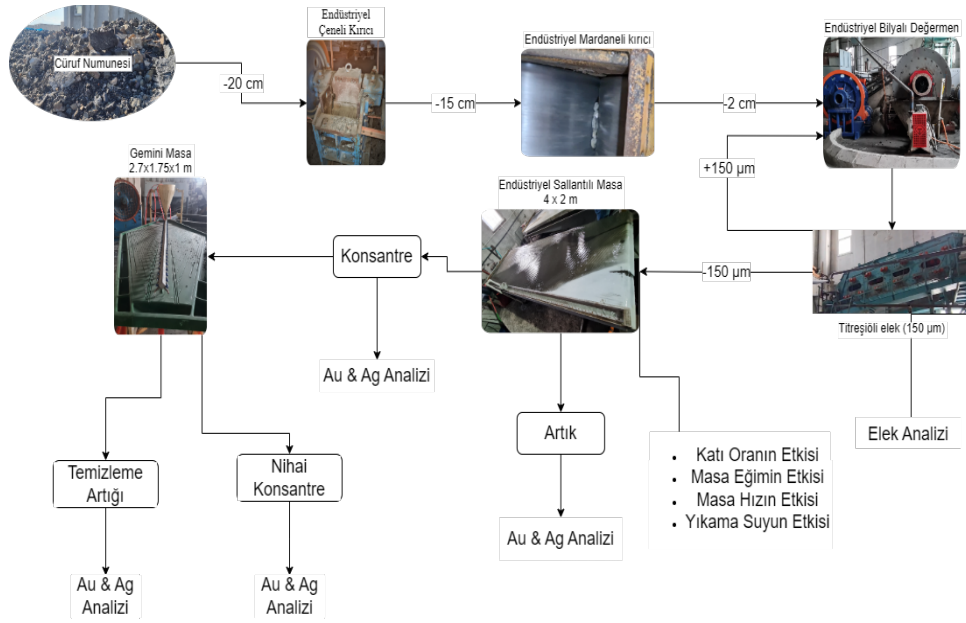 Cüruf Numunesi
-20 cm
Endüstriyel
Çeneli Kırıcı
-15 cm
Endüstriyel Mardaneli kırıcı
-2 cm
Endüstriyel Bilyalı Değermen
+150 µm
Titreşiöli elek (150 µm)
Elek Analizi
-150 µm
Endüstriyel Sallantılı Masa
4 x 2 m
Katı Oranın Etkisi
Masa Eğimin Etkisi
Masa Hızın Etkisi
Yıkama Suyun Etkisi
Artık
Au & Ag Analizi
Konsantre
Au & Ag Analizi
Gemini Masa
2.7x1.75x1 m
Temizleme
Artığı
Au & Ag
Analizi
Nihai
Konsantre
Au & Ag
Analizi